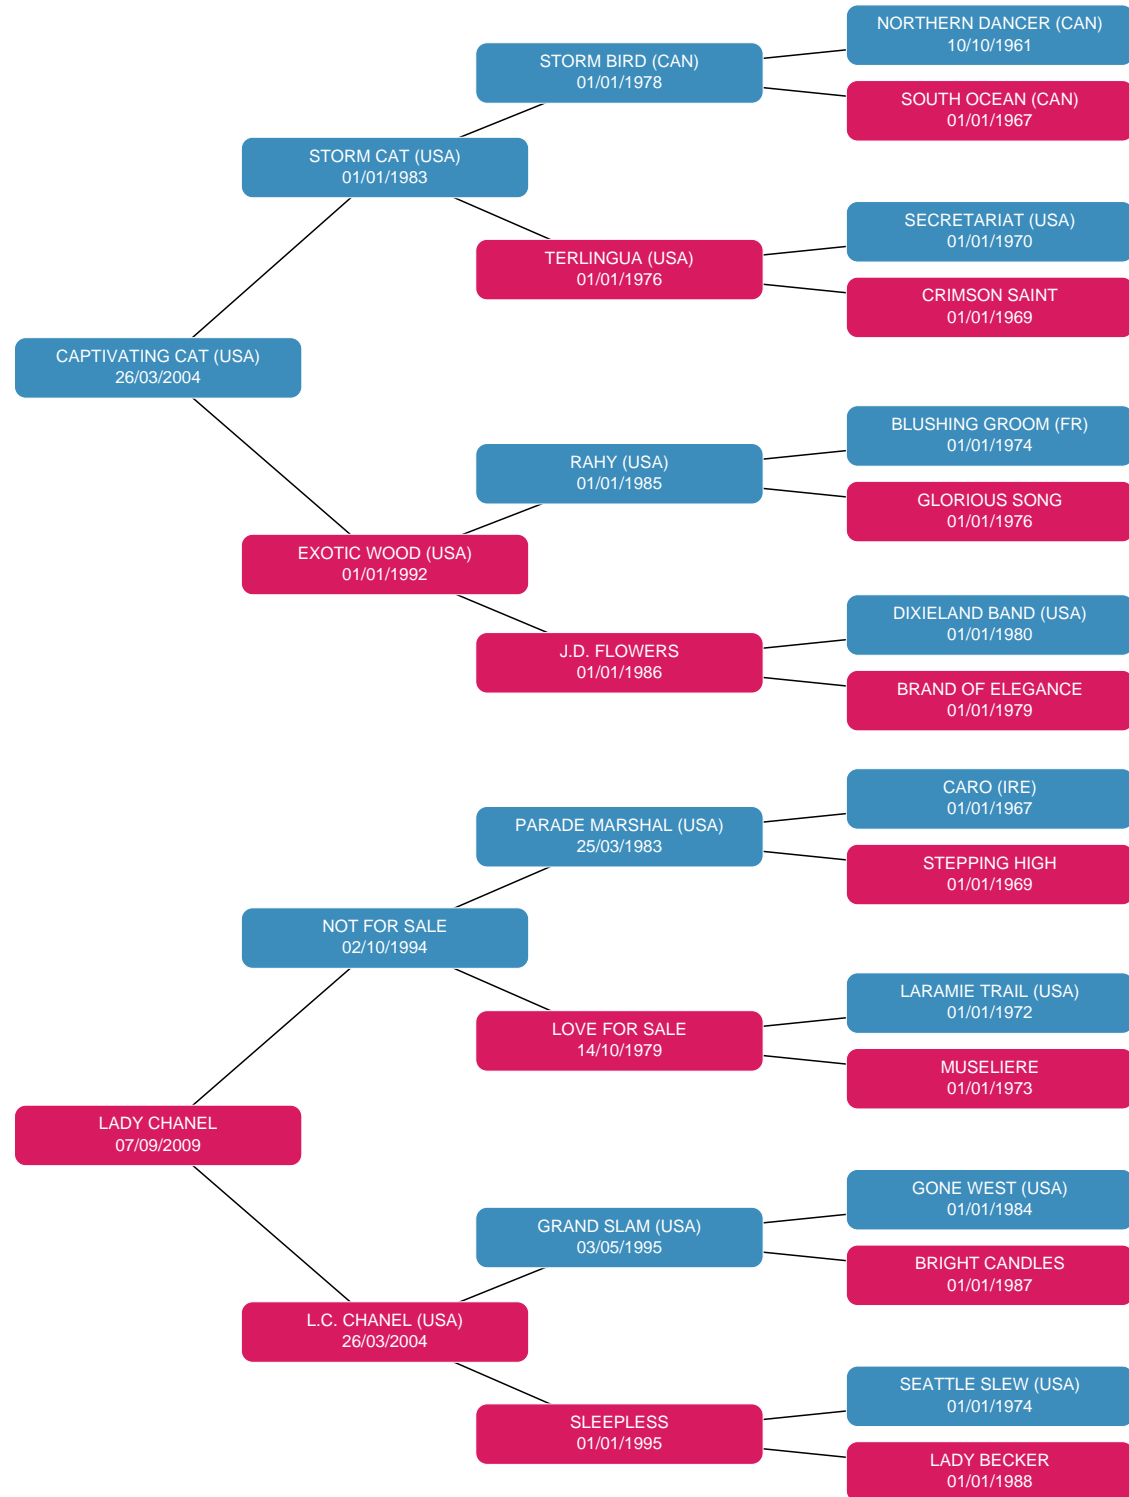 NORTHERN DANCER (CAN)
10/10/1961
STORM BIRD (CAN)
01/01/1978
SOUTH OCEAN (CAN)
01/01/1967
STORM CAT (USA)
01/01/1983
SECRETARIAT (USA)
01/01/1970
TERLINGUA (USA)
01/01/1976
CRIMSON SAINT
01/01/1969
CAPTIVATING CAT (USA)
26/03/2004
BLUSHING GROOM (FR)
01/01/1974
RAHY (USA)
01/01/1985
GLORIOUS SONG
01/01/1976
EXOTIC WOOD (USA)
01/01/1992
DIXIELAND BAND (USA)
01/01/1980
J.D. FLOWERS
01/01/1986
BRAND OF ELEGANCE
01/01/1979
CARO (IRE)
01/01/1967
PARADE MARSHAL (USA)
25/03/1983
STEPPING HIGH
01/01/1969
NOT FOR SALE
02/10/1994
LARAMIE TRAIL (USA)
01/01/1972
LOVE FOR SALE
14/10/1979
MUSELIERE
01/01/1973
LADY CHANEL
07/09/2009
GONE WEST (USA)
01/01/1984
GRAND SLAM (USA)
03/05/1995
BRIGHT CANDLES
01/01/1987
L.C. CHANEL (USA)
26/03/2004
SEATTLE SLEW (USA)
01/01/1974
SLEEPLESS
01/01/1995
LADY BECKER
01/01/1988